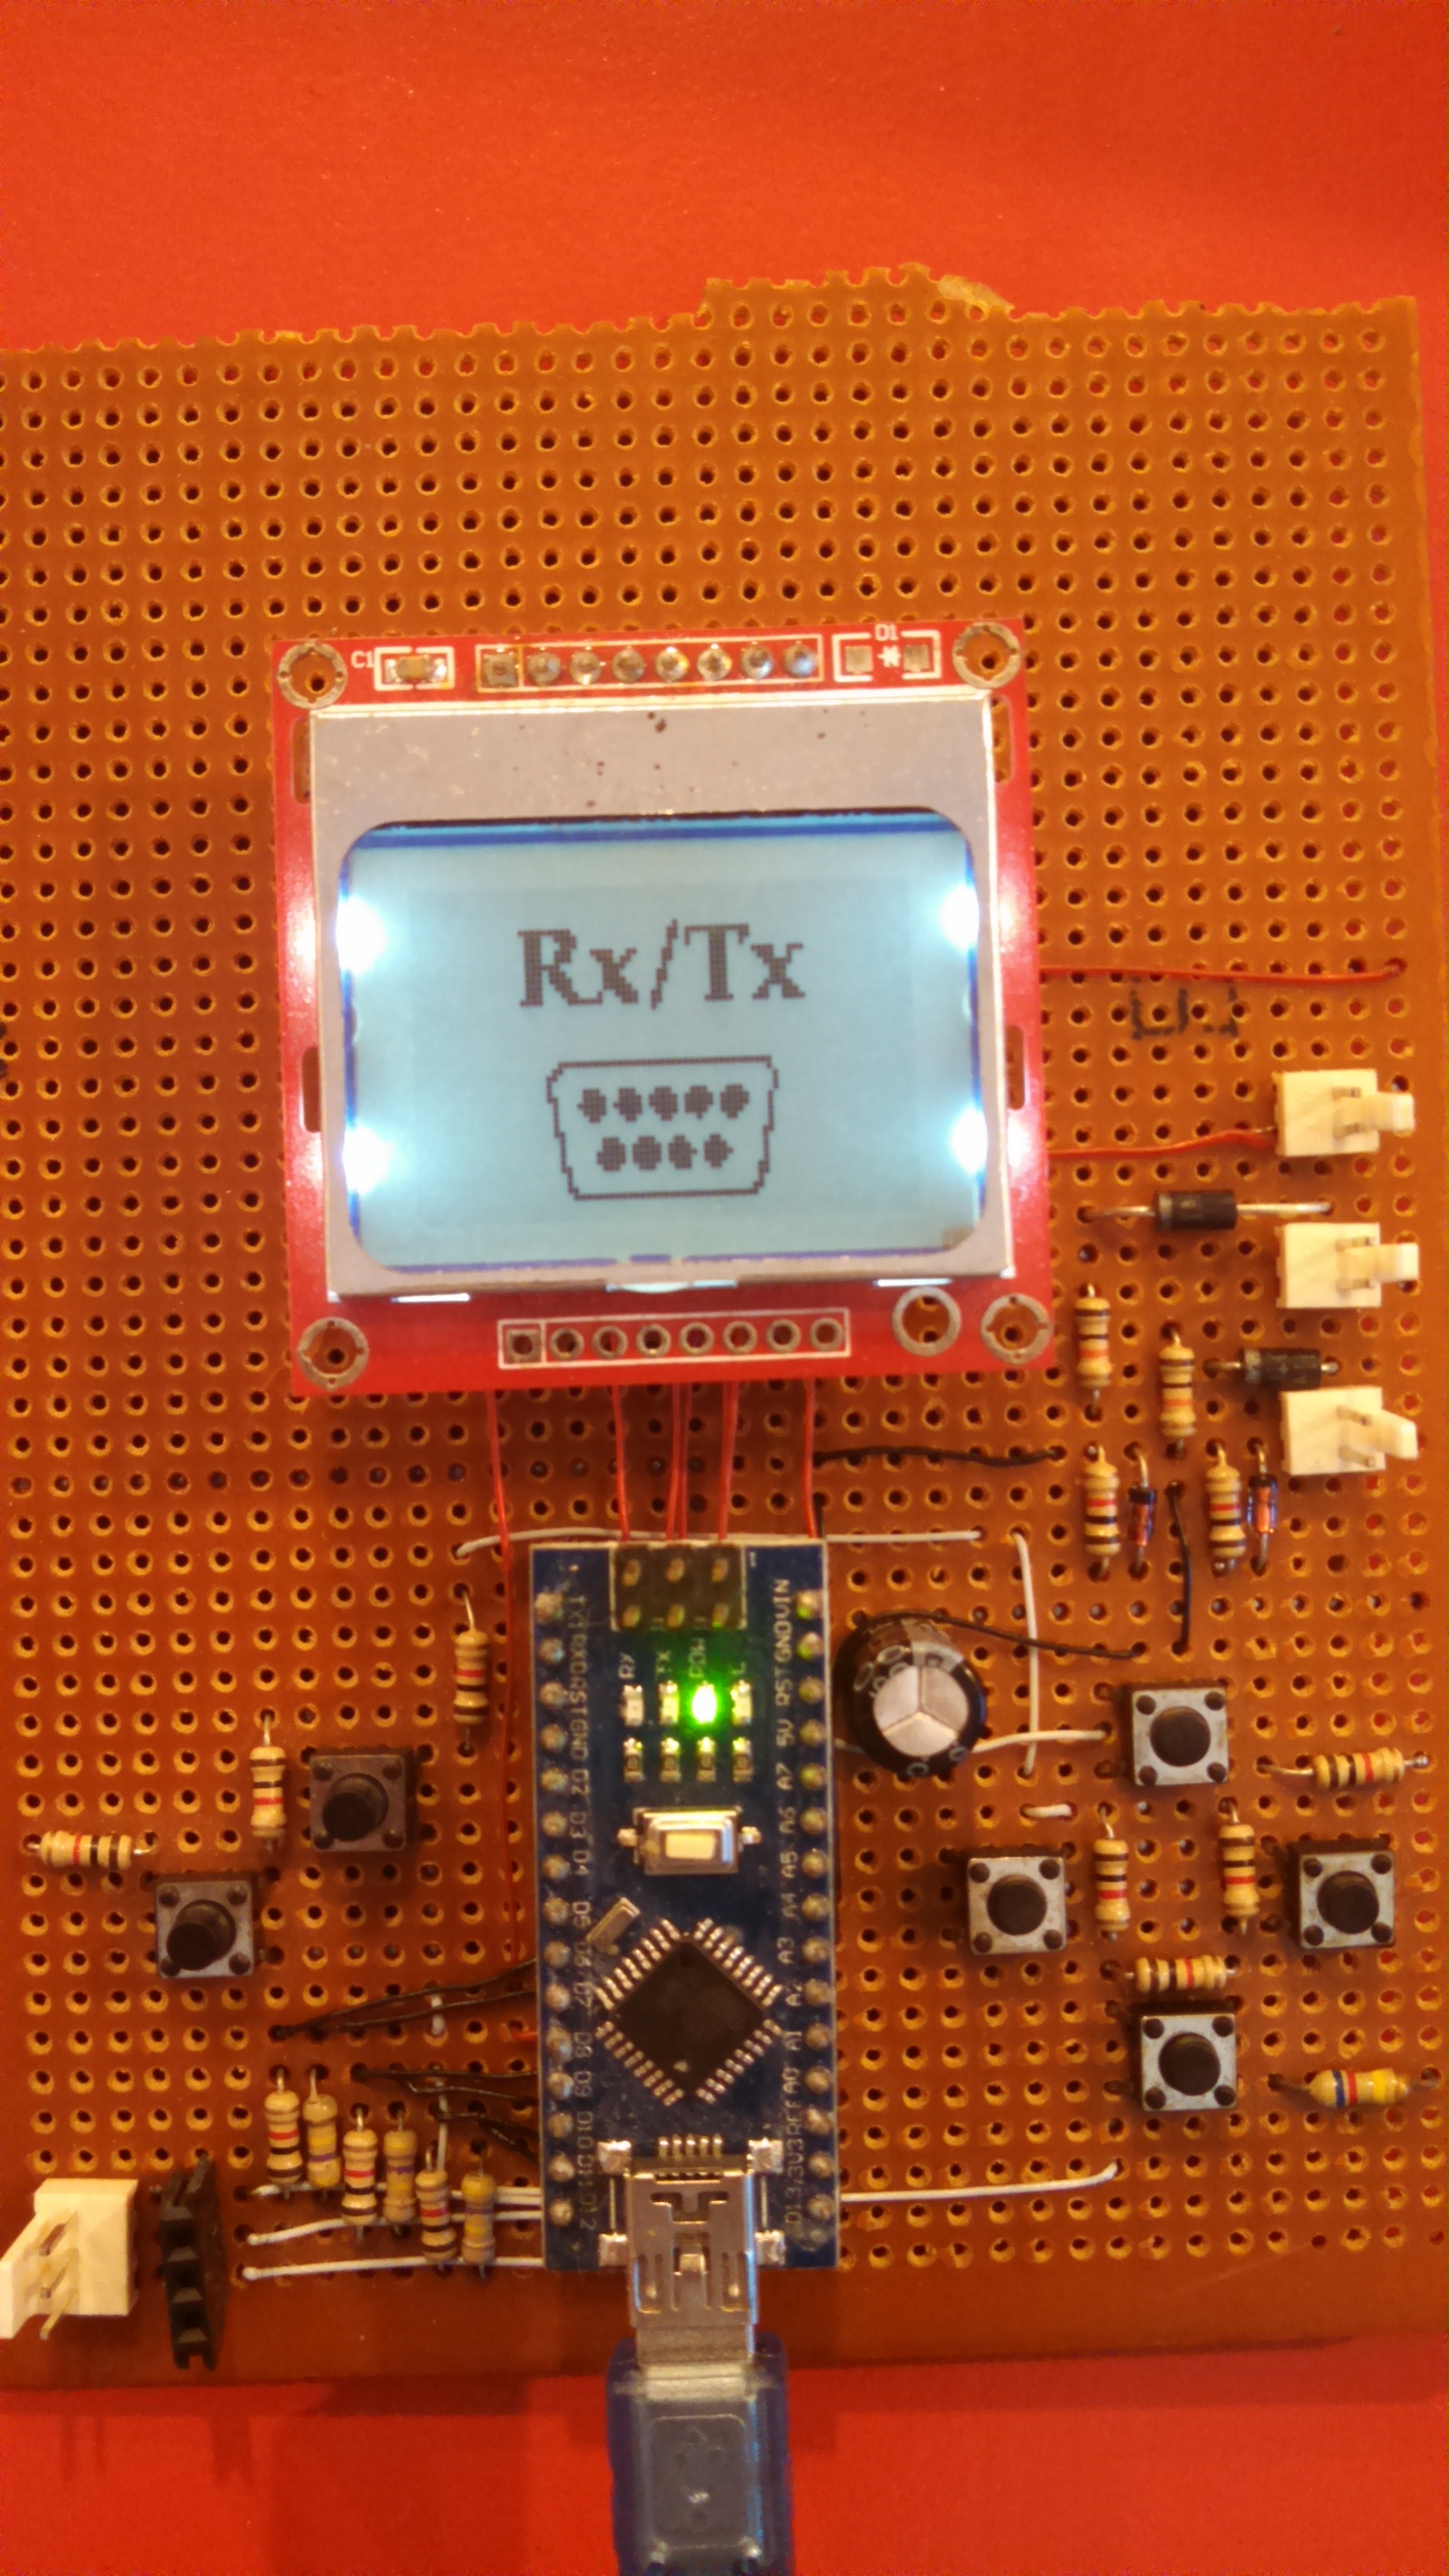 C1
D1
Rx/Tx
VIN
GND
RST
5V
A7
A6
A5
A4
A3
A2
A1
A0
REF
3V3
D13
RX
POW
L
TX1
RX0
RST
GND
D2
D3
D4
D5
D6
D7
D8
D9
D10
D11
D12